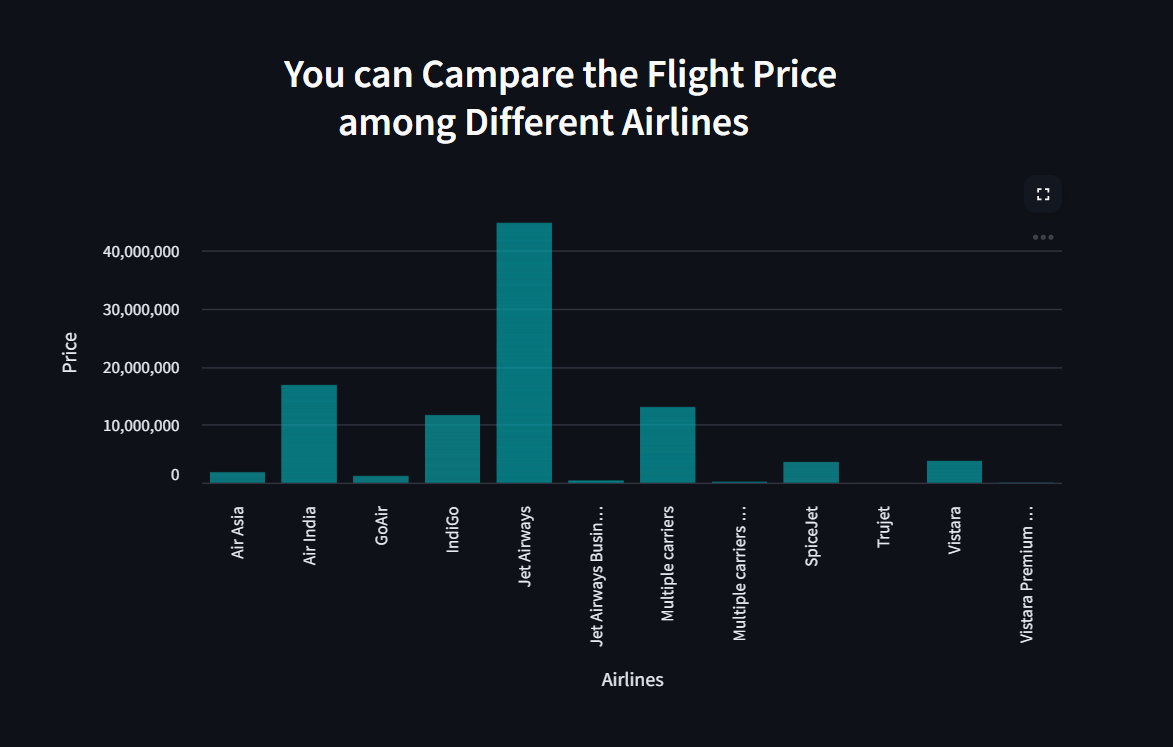 You can Campare the Flight Price
among Different Airlines
40,000,000
30,000,000
20,000,000
10,000,000
0
Price
Air Asia
Air India
GoAir
IndiGo
Jet Airways
Jet Airways Busin…
Multiple carriers
Multiple carriers …
SpiceJet
Trujet
Vistara
Vistara Premium …
Airlines